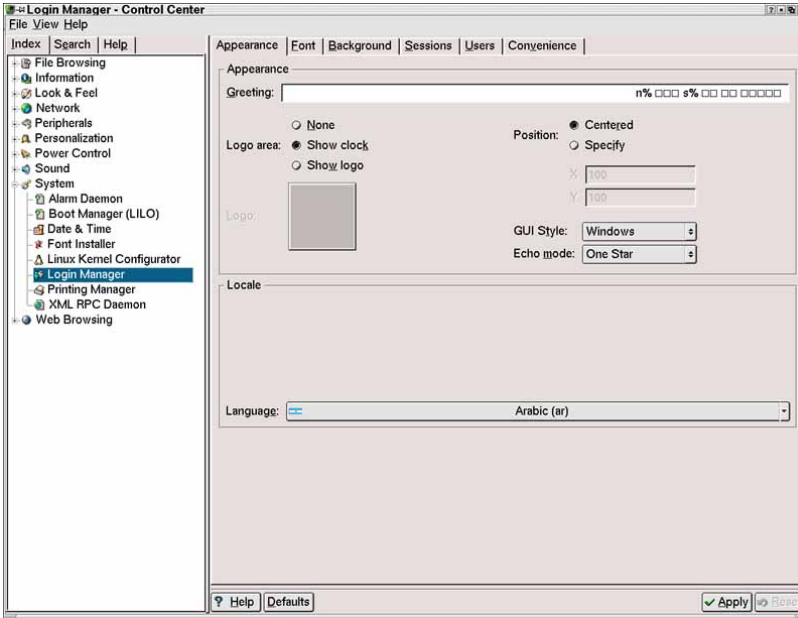 Login Manager - Control Center
File View Help
Index Search Help
File Browsing
Information
Look & Feel
Network
Peripherals
Personalization
Power Control
Sound
System
Alarm Daemon
Boot Manager (LILO)
Date & Time
Font Installer
Linux Kernel Configurator
Login Manager
Printing Manager
XML RPC Daemon
Web Browsing
Appearance Font Background Sessions Users Convenience
Appearance
Greeting: n% □□□ s% □□ □□ □□□□□
Logo area:
None
Show clock
Show logo
Logo:
Position:
Centered
Specify
X: 100
Y: 100
GUI Style: Windows
Echo mode: One Star
Locale
Language: Arabic (ar)
? Help Defaults Apply